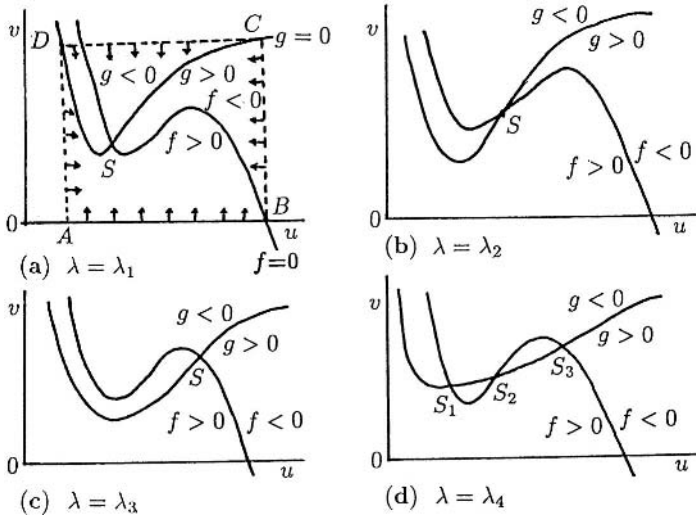 v
D
C
g = 0
g < 0
g > 0
f < 0
f > 0
S
0
A
B
u
f=0
(a) λ = λ₁
v
g < 0
g > 0
S
f > 0
f < 0
0
u
(b) λ = λ₂
v
g < 0
g > 0
S
f > 0
f < 0
0
u
(c) λ = λ₃
v
g < 0
g > 0
S₁
S₂
S₃
f > 0
f < 0
0
u
(d) λ = λ₄